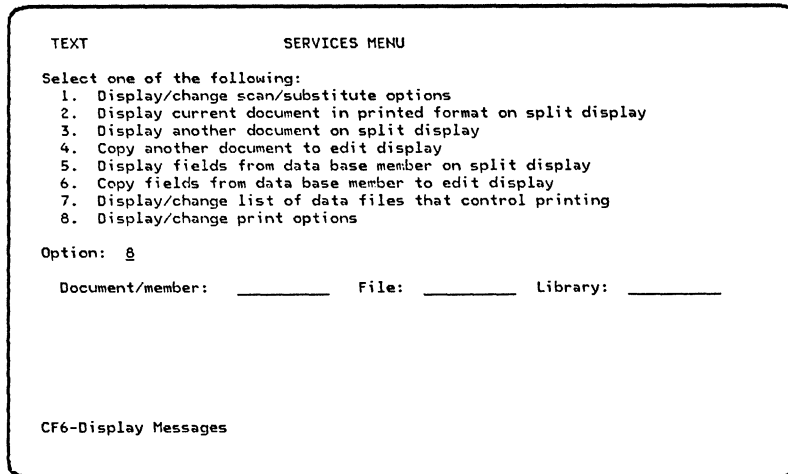 TEXT SERVICES MENU
Select one of the following:
1. Display/change scan/substitute options
2. Display current document in printed format on split display
3. Display another document on split display
4. Copy another document to edit display
5. Display fields from data base member on split display
6. Copy fields from data base member to edit display
7. Display/change list of data files that control printing
8. Display/change print options
Option: 8
Document/member: __________ File: __________ Library: __________
CF6-Display Messages